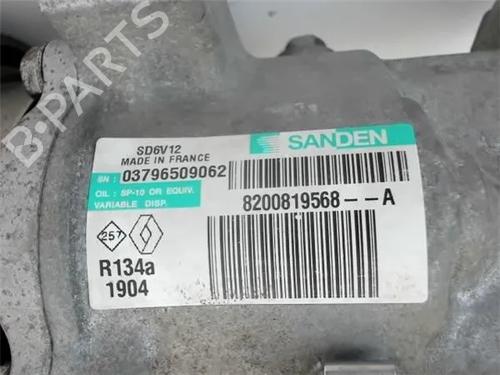 B-PARTS
SD6V12
MADE IN FRANCE
SANDEN
SN : 03796509062
OIL : SP-10 OR EQUIV.
VARIABLE DISP.
8200819568--A
257
R134a
1904